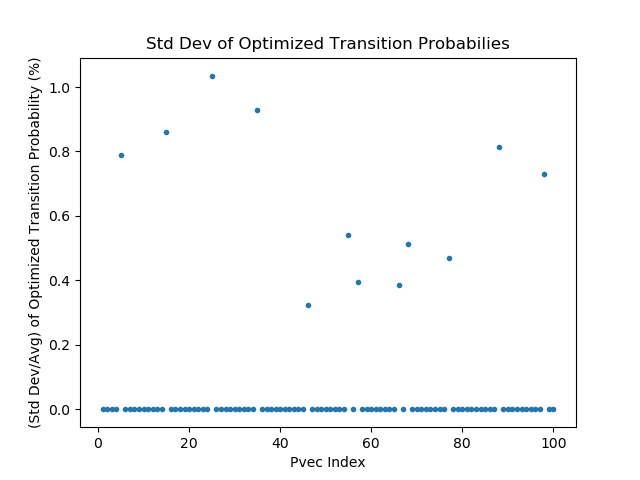 Std Dev of Optimized Transition Probabilies
(Std Dev/Avg) of Optimized Transition Probability (%)
1.0
0.8
0.6
0.4
0.2
0.0
0 20 40 60 80 100
Pvec Index